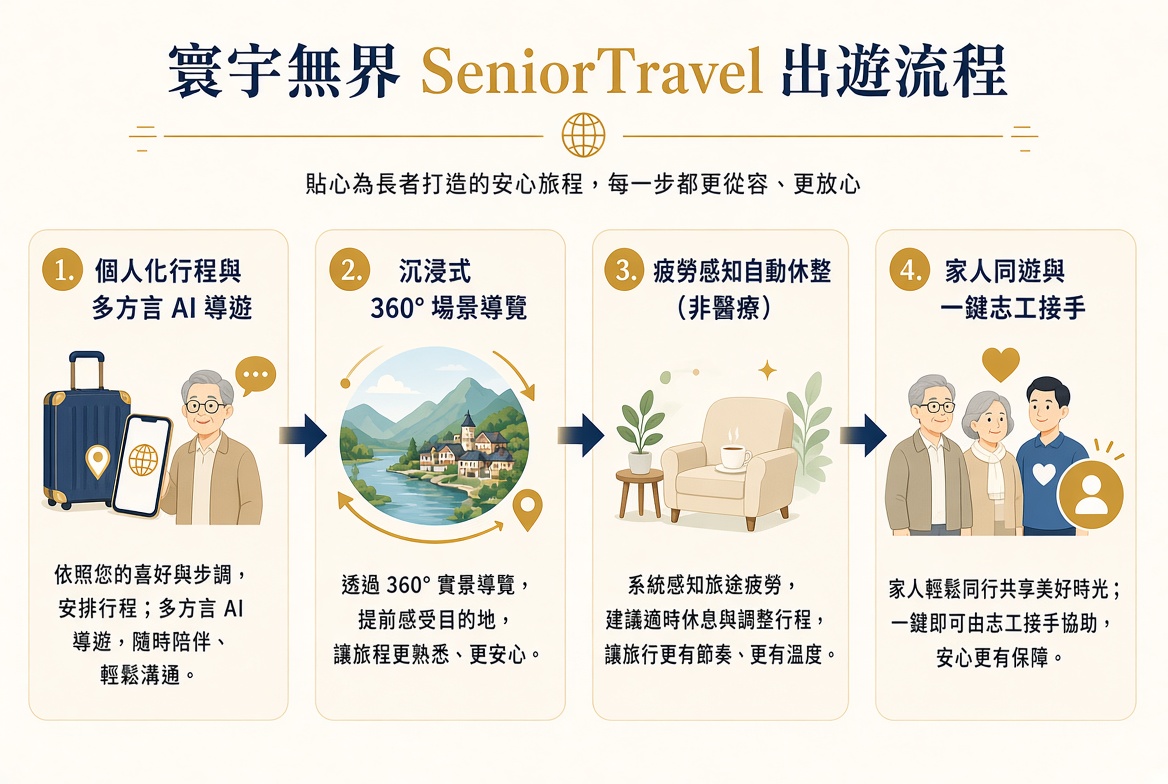 寰宇無界 SeniorTravel 出遊流程
貼心為長者打造的安心旅程，每一步都更從容、更放心
1. 個人化行程與
多方言 AI 導遊
依照您的喜好與步調，
安排行程；多方言 AI
導遊，隨時陪伴、
輕鬆溝通。
2. 沉浸式
360° 場景導覽
透過 360° 實景導覽，
提前感受目的地，
讓旅程更熟悉、更安心。
3. 疲勞感知自動休整
（非醫療）
系統感知旅途疲勞，
建議適時休息與調整行程，
讓旅行更有節奏、更有溫度。
4. 家人同遊與
一鍵志工接手
家人輕鬆同行共享美好時光；
一鍵即可由志工接手協助，
安心更有保障。